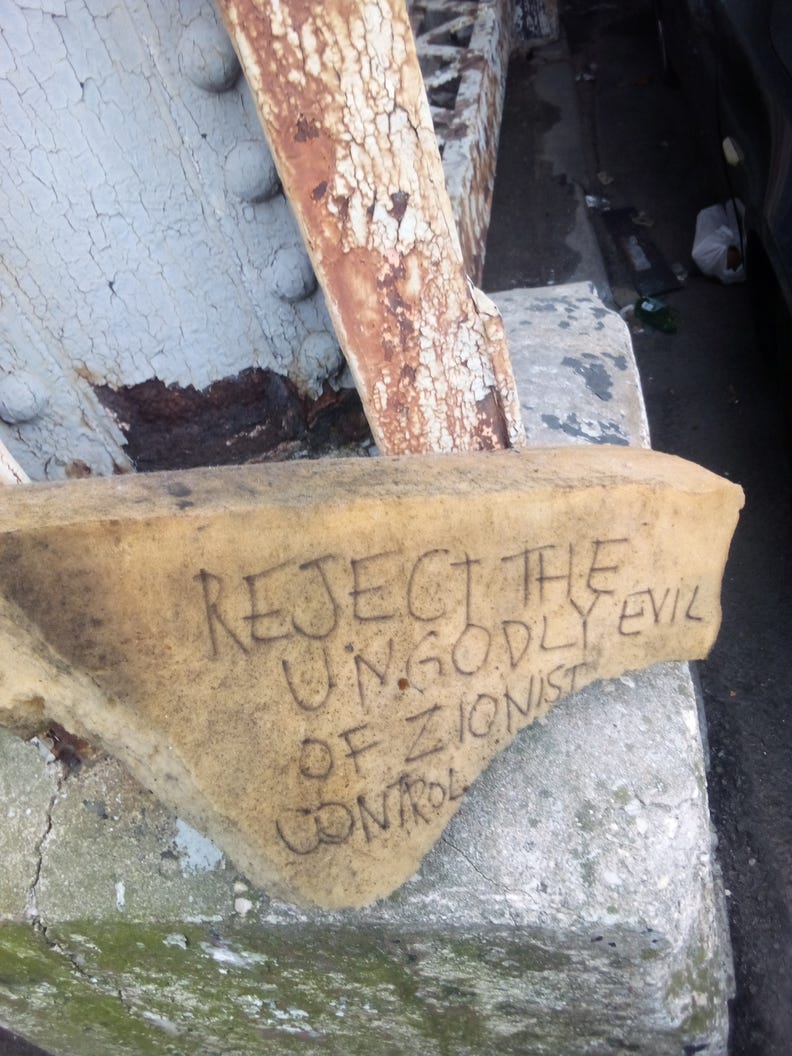 REJECT THE
UNGODLY EVIL
OF ZIONIST
CONTROL